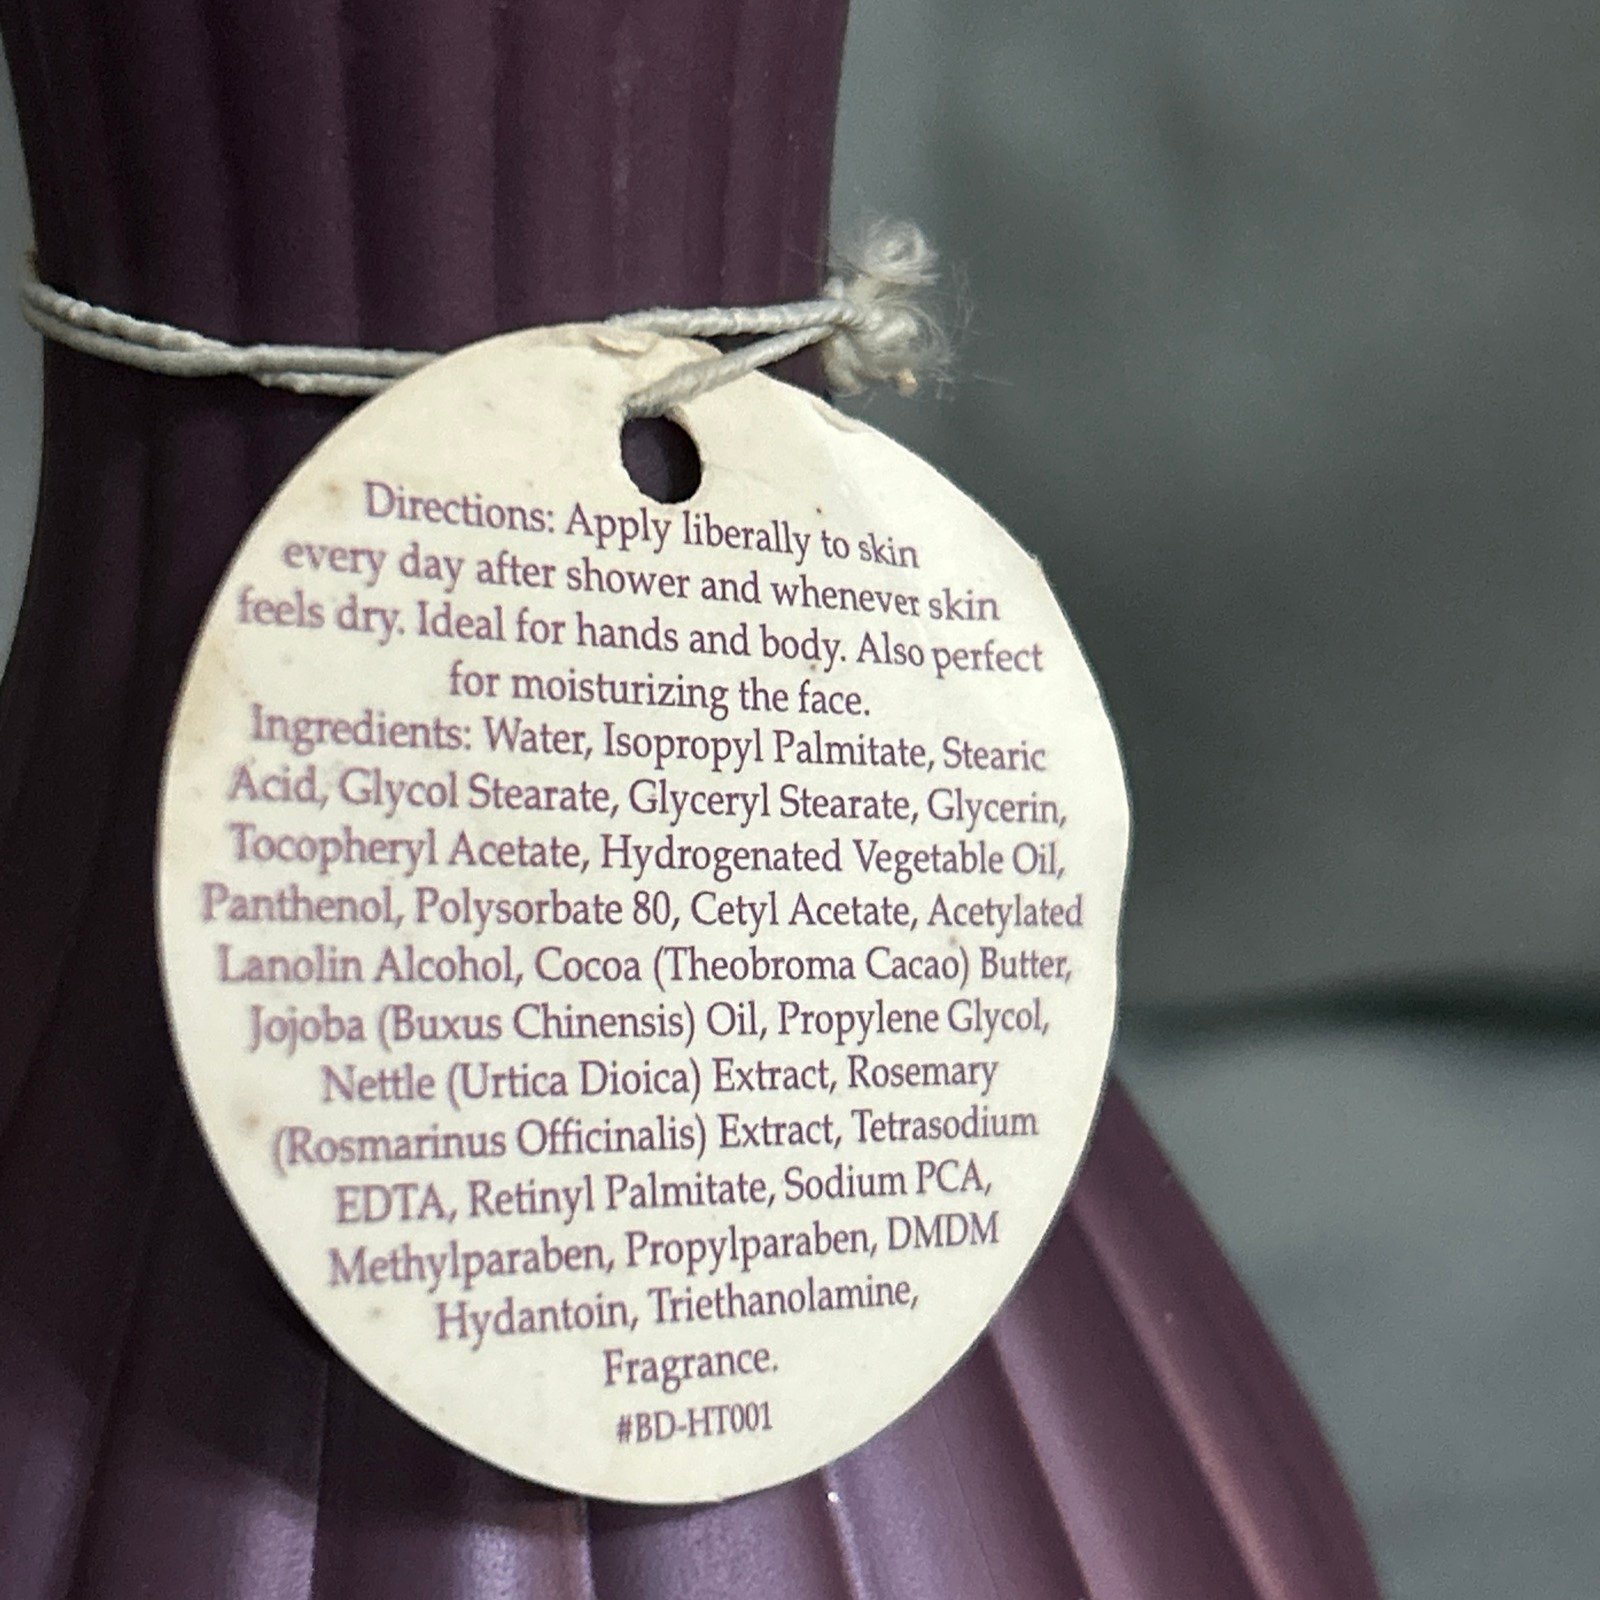 Directions: Apply liberally to skin
every day after shower and whenever skin
feels dry. Ideal for hands and body. Also perfect
for moisturizing the face.
Ingredients: Water, Isopropyl Palmitate, Stearic
Acid, Glycol Stearate, Glyceryl Stearate, Glycerin,
Tocopheryl Acetate, Hydrogenated Vegetable Oil,
Panthenol, Polysorbate 80, Cetyl Acetate, Acetylated
Lanolin Alcohol, Cocoa (Theobroma Cacao) Butter,
Jojoba (Buxus Chinensis) Oil, Propylene Glycol,
Nettle (Urtica Dioica) Extract, Rosemary
(Rosmarinus Officinalis) Extract, Tetrasodium
EDTA, Retinyl Palmitate, Sodium PCA,
Methylparaben, Propylparaben, DMDM
Hydantoin, Triethanolamine,
Fragrance.
#BD-HT001